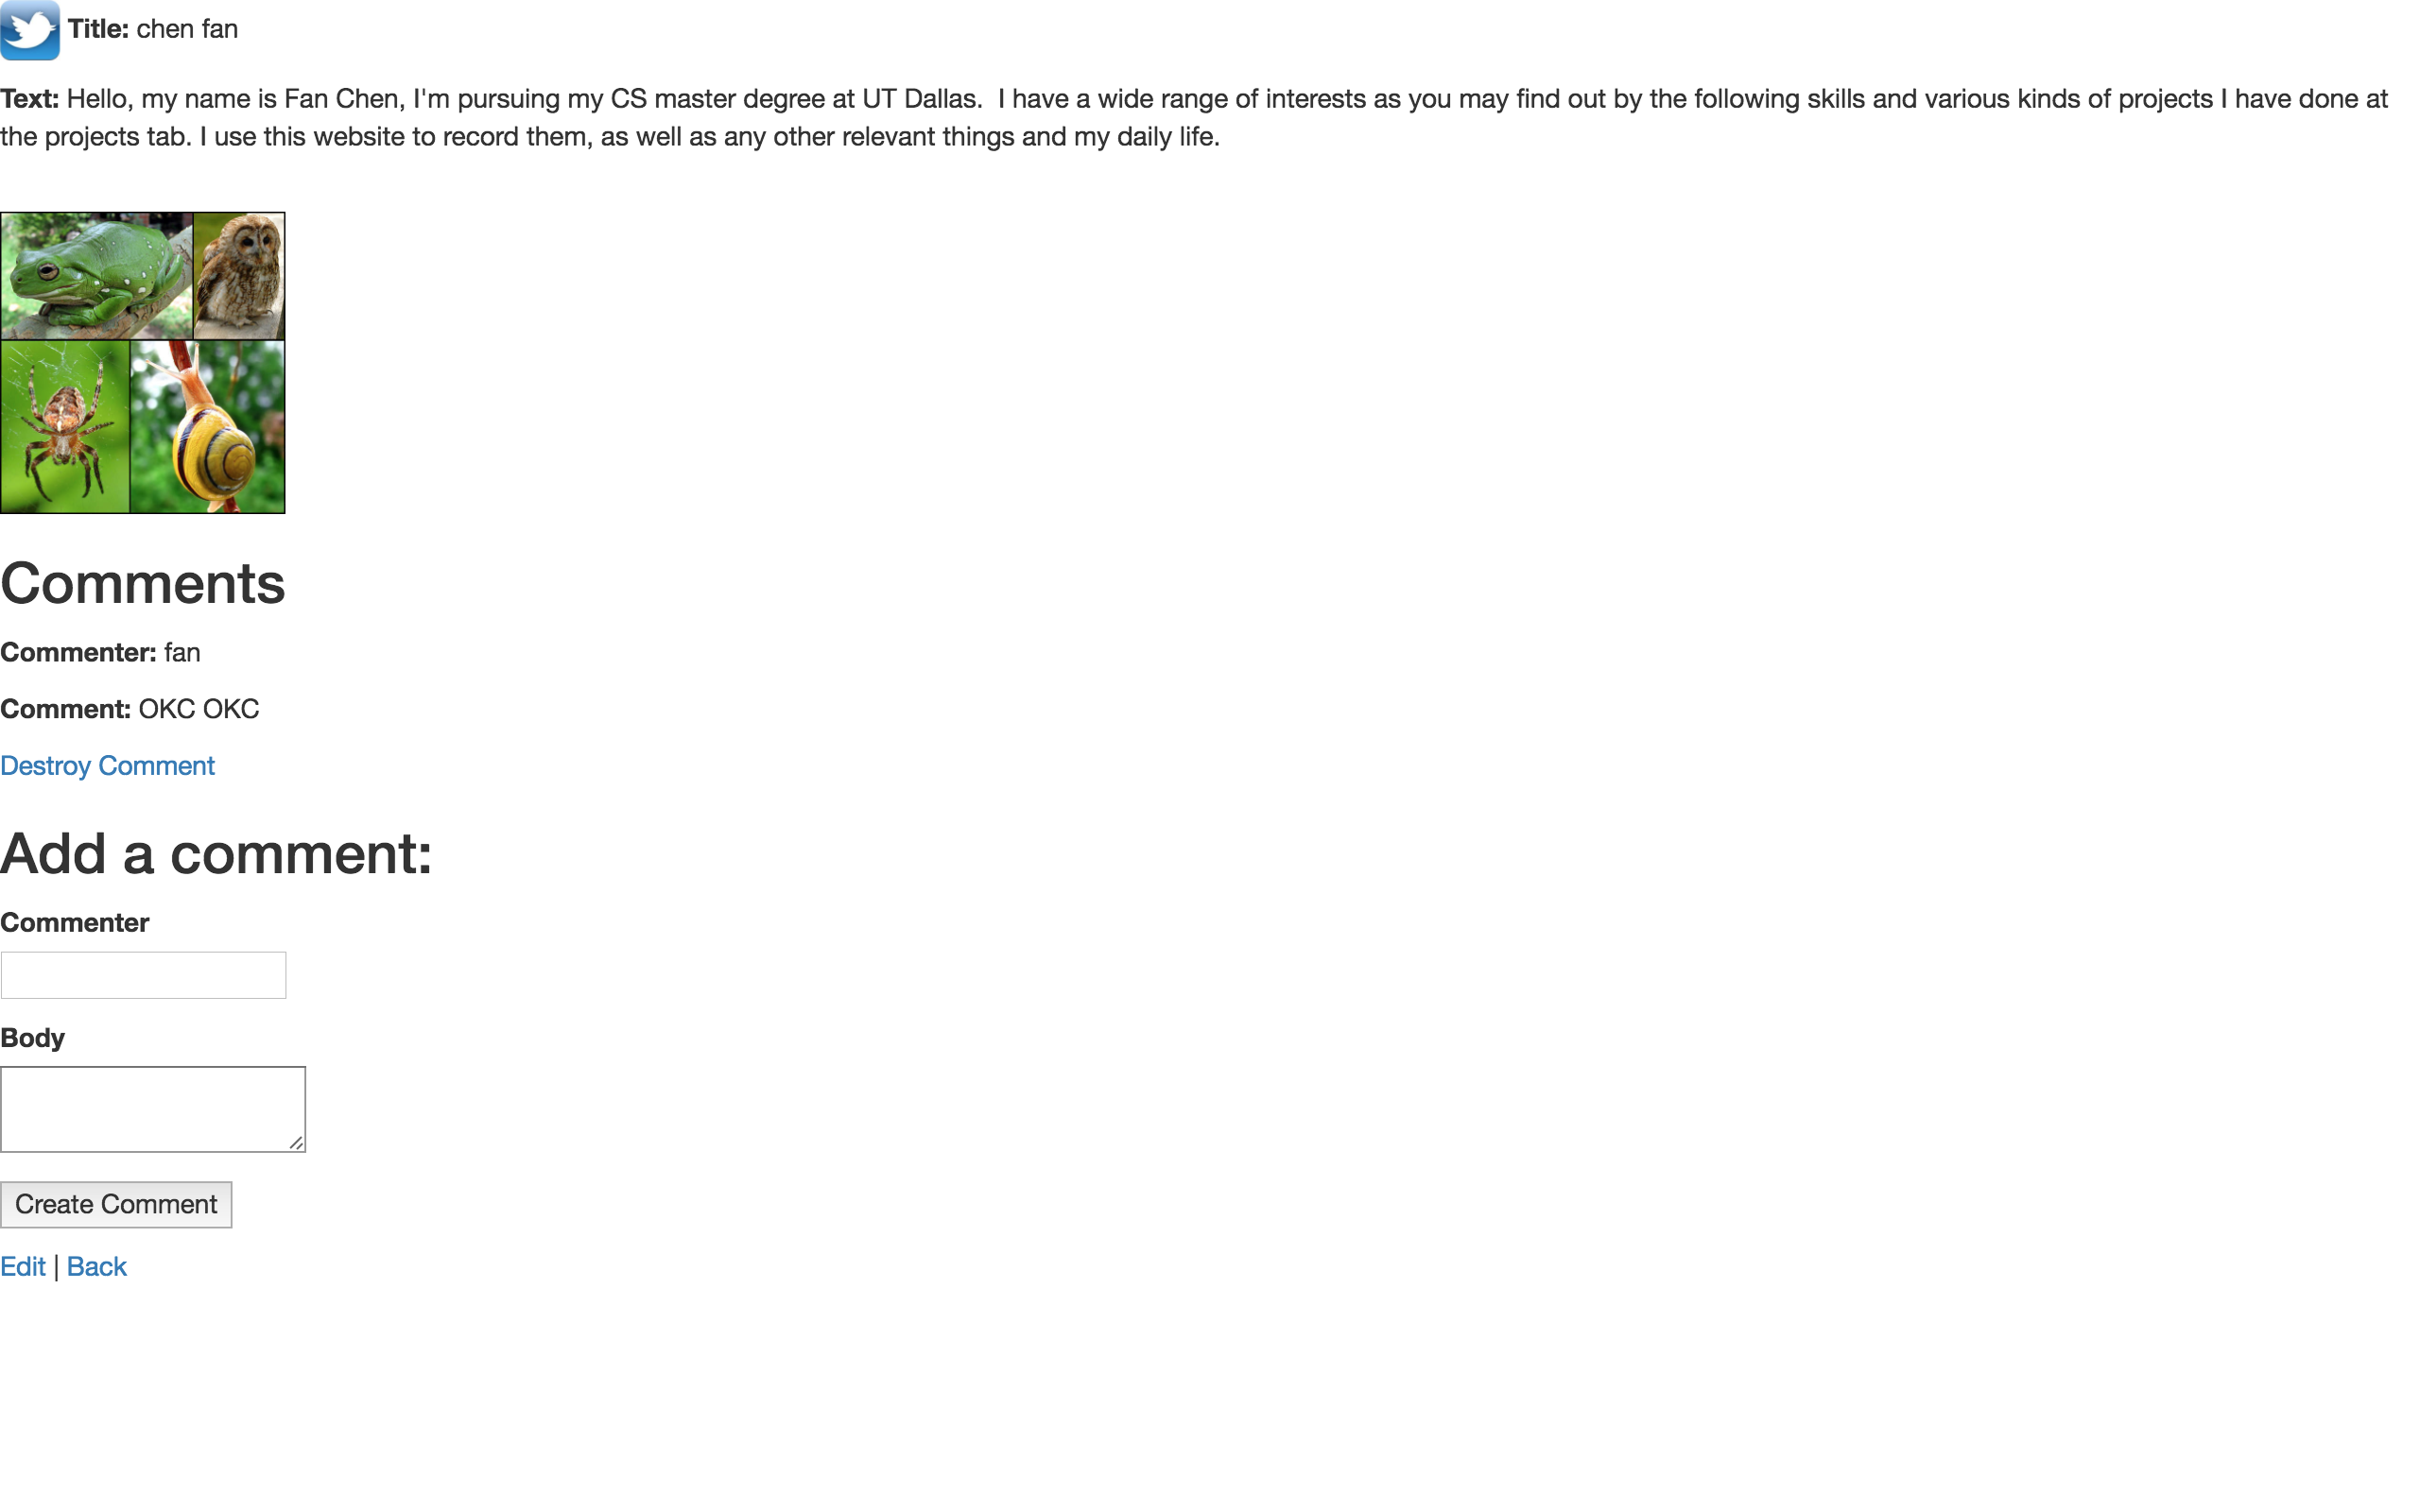 Title: chen fan
Text: Hello, my name is Fan Chen, I'm pursuing my CS master degree at UT Dallas.  I have a wide range of interests as you may find out by the following skills and various kinds of projects I have done at
the projects tab. I use this website to record them, as well as any other relevant things and my daily life.
Comments
Commenter: fan
Comment: OKC OKC
Destroy Comment
Add a comment:
Commenter
Body
Create Comment
Edit | Back